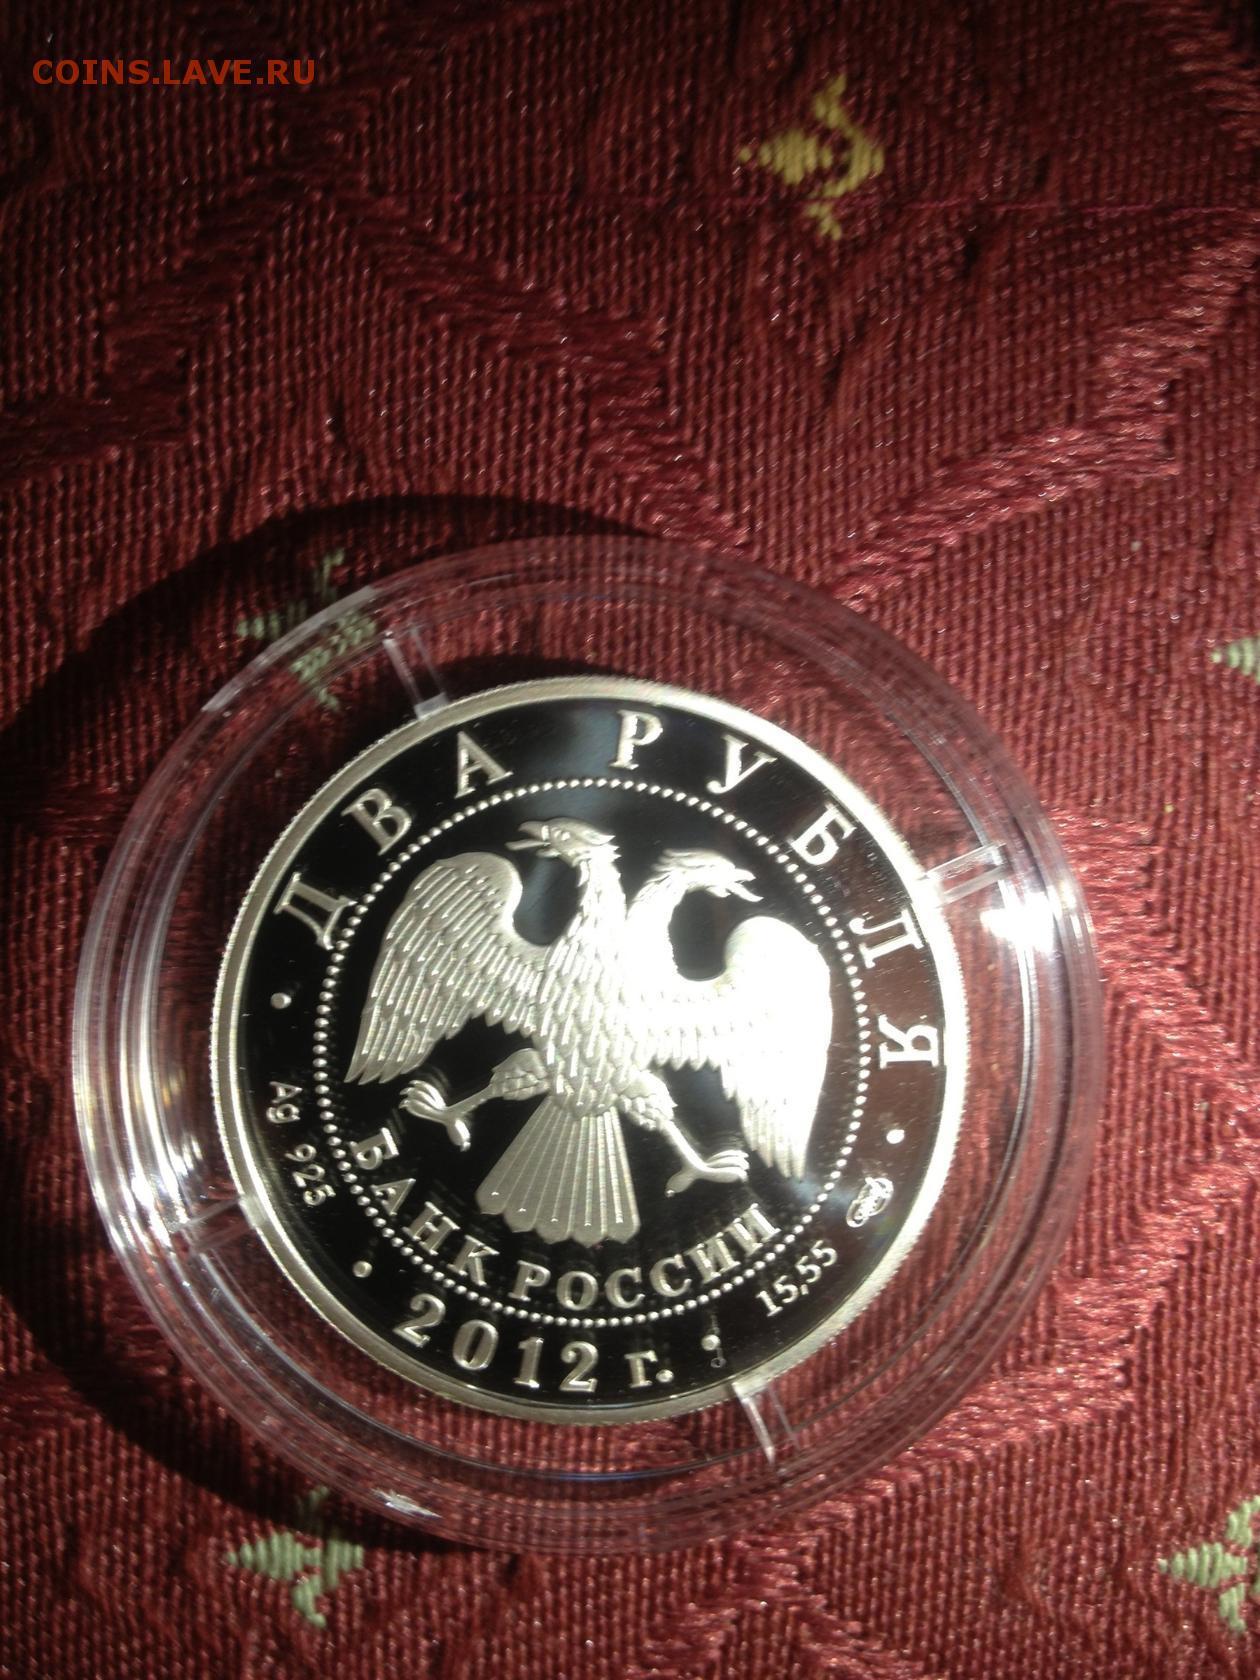 COINS.LAVE.RU
ДВА РУБЛЯ
БАНК РОССИИ
Ag 925
15,55
2012 г.